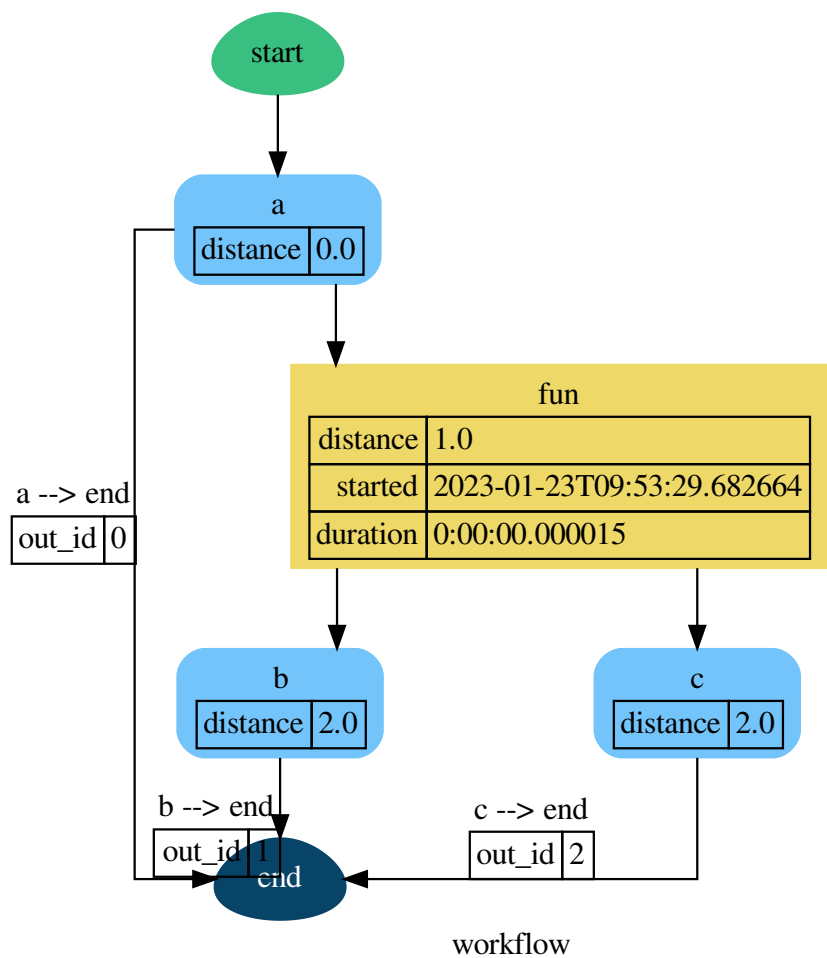 start
a
distance 0.0
fun
distance 1.0
started 2023-01-23T09:53:29.682664
duration 0:00:00.000015
a --> end
out_id 0
b
distance 2.0
c
distance 2.0
b --> end
out_id 1
c --> end
out_id 2
end
workflow